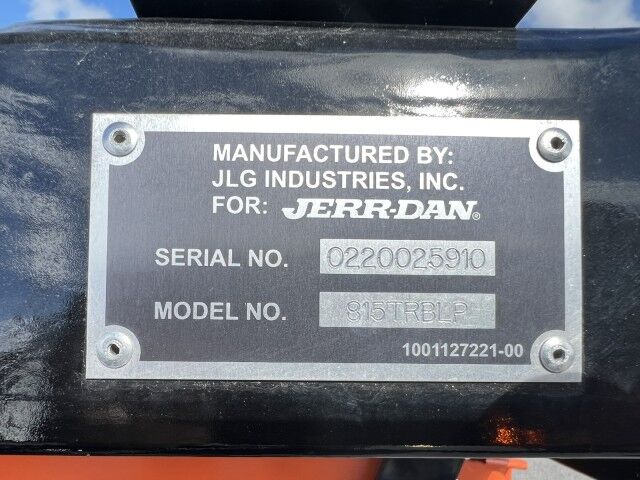 MANUFACTURED BY:
JLG INDUSTRIES, INC.
FOR: JERR-DAN®
SERIAL NO. 0220025910
MODEL NO. 815TRBLP
1001127221-00